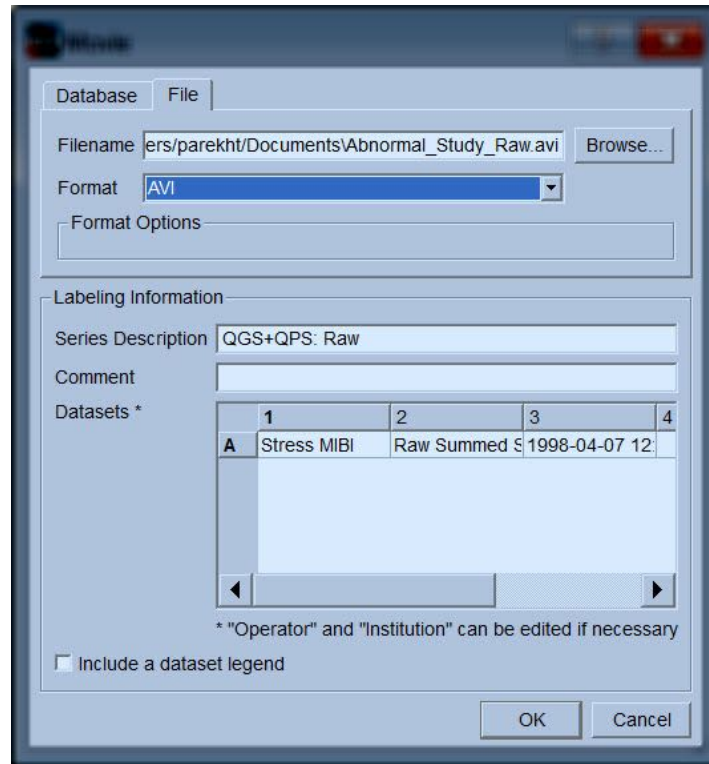 Movie
Database File
Filename ers/parekht/Documents\Abnormal_Study_Raw.avi Browse...
Format AVI
Format Options
Labeling Information
Series Description QGS+QPS: Raw
Comment
Datasets *
1 2 3 4
A Stress MIBI Raw Summed S 1998-04-07 12:
* "Operator" and "Institution" can be edited if necessary
Include a dataset legend
OK Cancel